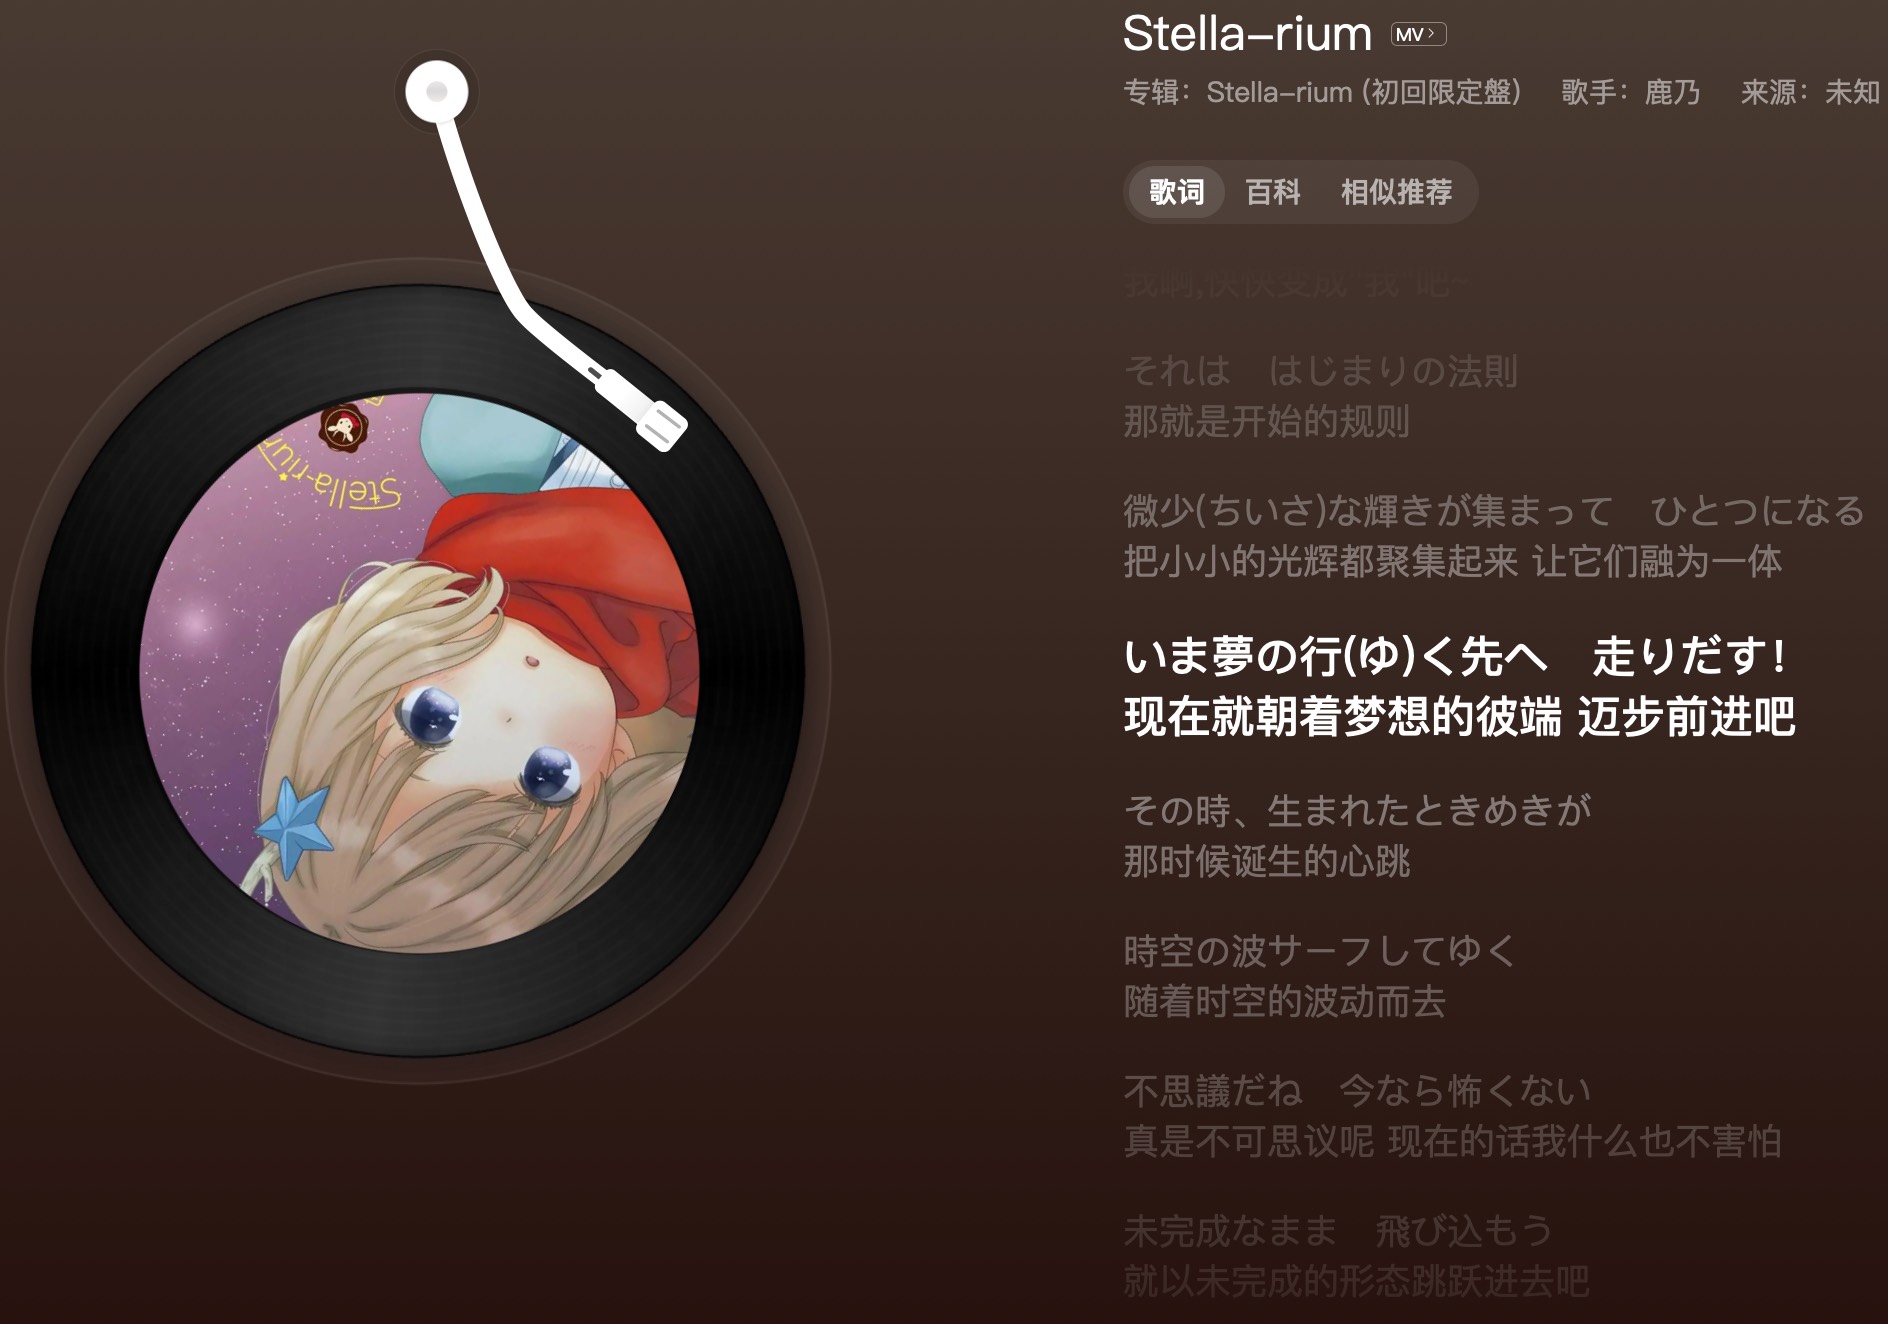 Stella-rium MV
专辑：Stella-rium (初回限定盤) 歌手：鹿乃 来源：未知
歌词 百科 相似推荐
我啊,快快变成“我”吧~
それは　はじまりの法則
那就是开始的规则
微少(ちいさ)な輝きが集まって　ひとつになる
把小小的光辉都聚集起来 让它们融为一体
いま夢の行(ゆ)く先へ　走りだす！
现在就朝着梦想的彼端 迈步前进吧
その時、生まれたときめきが
那时候诞生的心跳
時空の波サーフしてゆく
随着时空的波动而去
不思議だね　今なら怖くない
真是不可思议呢 现在的话我什么也不害怕
未完成なまま　飛び込もう
就以未完成的形态跳跃进去吧
Stella-rium